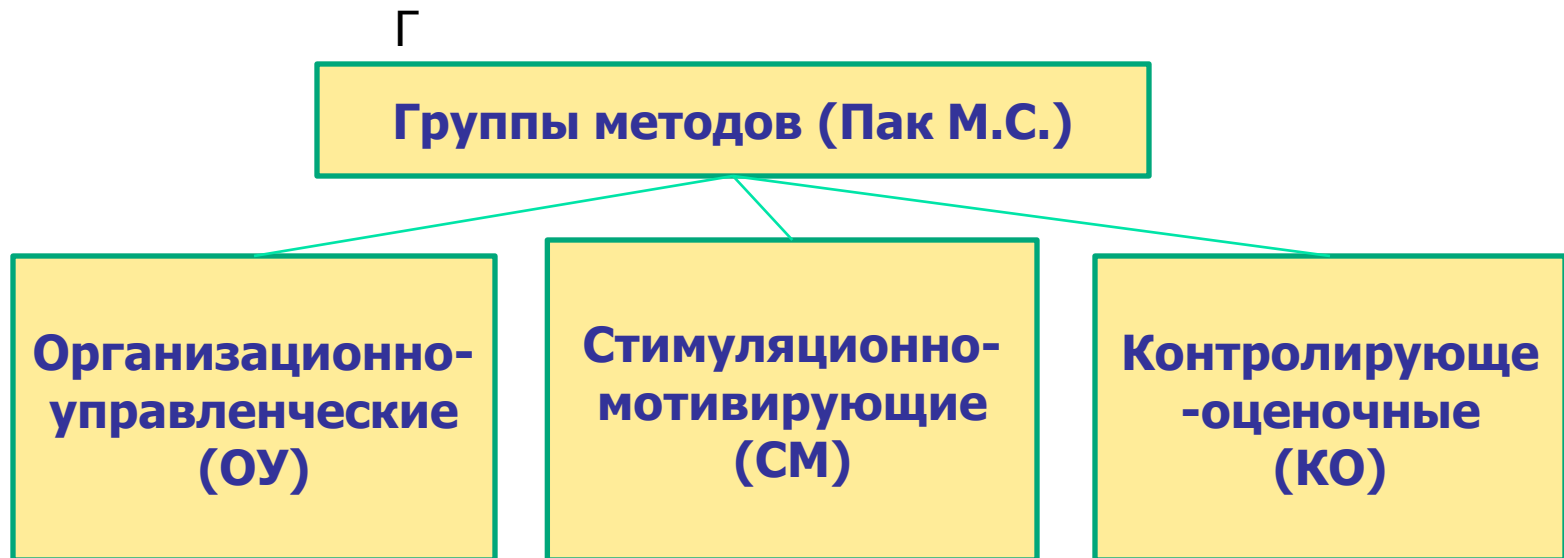 Г
Группы методов (Пак М.С.)
Организационно-
управленческие
(ОУ)
Стимуляционно-
мотивирующие
(СМ)
Контролирующе
-оценочные
(КО)